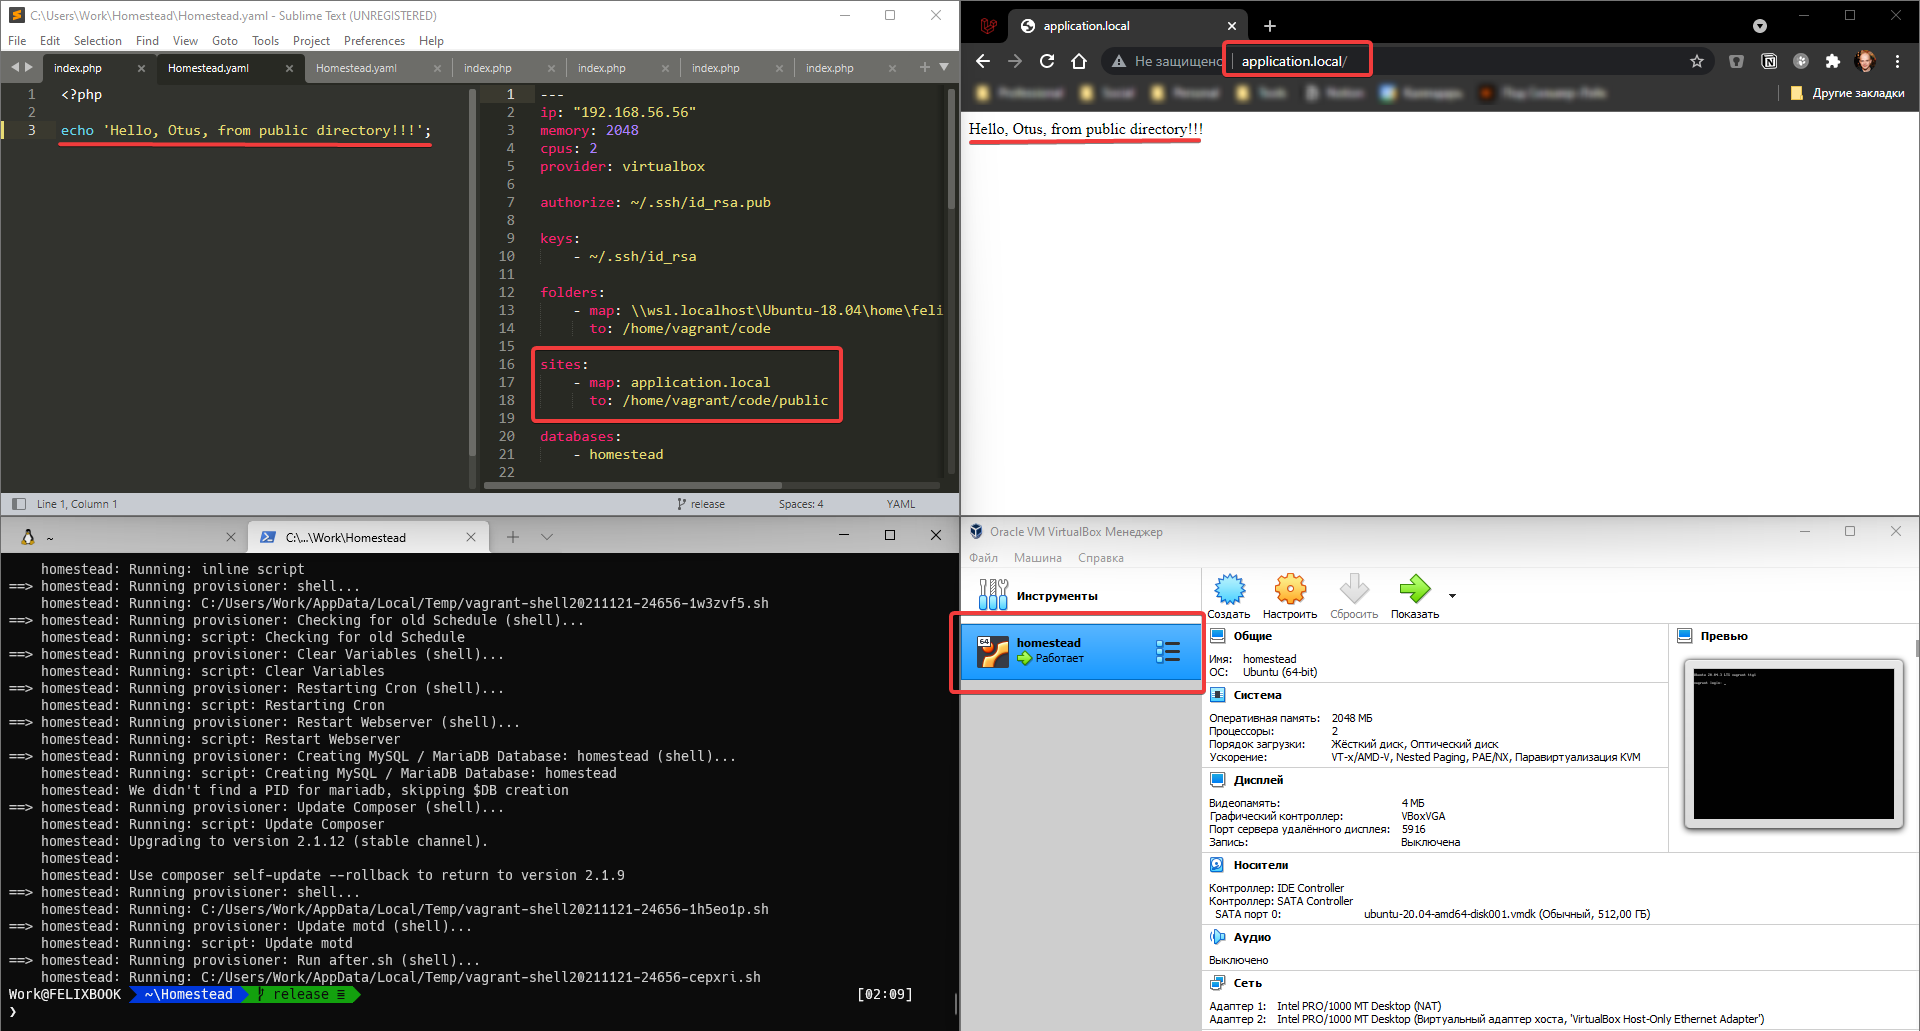 C:\Users\Work\Homestead\Homestead.yaml - Sublime Text (UNREGISTERED)
File Edit Selection Find View Goto Tools Project Preferences Help
index.php Homestead.yaml Homestead.yaml index.php index.php index.php index.php
1 <?php
2
3 echo 'Hello, Otus, from public directory!!!';
1 ---
2 ip: "192.168.56.56"
3 memory: 2048
4 cpus: 2
5 provider: virtualbox
6
7 authorize: ~/.ssh/id_rsa.pub
8
9 keys:
10 - ~/.ssh/id_rsa
11
12 folders:
13 - map: \\wsl.localhost\Ubuntu-18.04\home\feli
14 to: /home/vagrant/code
15
16 sites:
17 - map: application.local
18 to: /home/vagrant/code/public
19
20 databases:
21 - homestead
22
Line 1, Column 1 release Spaces: 4 YAML
application.local
Не защищено application.local/
Другие закладки
Hello, Otus, from public directory!!!
~ C:\...\Work\Homestead
homestead: Running: inline script
==> homestead: Running provisioner: shell...
homestead: Running: C:/Users/Work/AppData/Local/Temp/vagrant-shell20211121-24656-1w3zvf5.sh
==> homestead: Running provisioner: Checking for old Schedule (shell)...
homestead: Running: script: Checking for old Schedule
==> homestead: Running provisioner: Clear Variables (shell)...
homestead: Running: script: Clear Variables
==> homestead: Running provisioner: Restarting Cron (shell)...
homestead: Running: script: Restarting Cron
==> homestead: Running provisioner: Restart Webserver (shell)...
homestead: Running: script: Restart Webserver
==> homestead: Running provisioner: Creating MySQL / MariaDB Database: homestead (shell)...
homestead: Running: script: Creating MySQL / MariaDB Database: homestead
homestead: We didn't find a PID for mariadb, skipping $DB creation
==> homestead: Running provisioner: Update Composer (shell)...
homestead: Running: script: Update Composer
homestead: Upgrading to version 2.1.12 (stable channel).
homestead:
homestead: Use composer self-update --rollback to return to version 2.1.9
==> homestead: Running provisioner: shell...
homestead: Running: C:/Users/Work/AppData/Local/Temp/vagrant-shell20211121-24656-1h5eo1p.sh
==> homestead: Running provisioner: Update motd (shell)...
homestead: Running: script: Update motd
==> homestead: Running provisioner: Run after.sh (shell)...
homestead: Running: C:/Users/Work/AppData/Local/Temp/vagrant-shell20211121-24656-cepxri.sh
Work@FELIXBOOK ~\Homestead release ≡ [02:09]
❯
Oracle VM VirtualBox Менеджер
Файл Машина Справка
Инструменты
Создать Настроить Сбросить Показать
64 homestead
Работает
Общие
Имя: homestead
ОС: Ubuntu (64-bit)
Система
Оперативная память: 2048 МБ
Процессоры: 2
Порядок загрузки: Жёсткий диск, Оптический диск
Ускорение: VT-x/AMD-V, Nested Paging, PAE/NX, Паравиртуализация KVM
Дисплей
Видеопамять: 4 МБ
Графический контроллер: VBoxVGA
Порт сервера удалённого дисплея: 5916
Запись: Выключена
Носители
Контроллер: IDE Controller
Контроллер: SATA Controller
SATA порт 0: ubuntu-20.04-amd64-disk001.vmdk (Обычный, 512,00 ГБ)
Аудио
Выключено
Сеть
Адаптер 1: Intel PRO/1000 MT Desktop (NAT)
Адаптер 2: Intel PRO/1000 MT Desktop (Виртуальный адаптер хоста, 'VirtualBox Host-Only Ethernet Adapter')
Превью